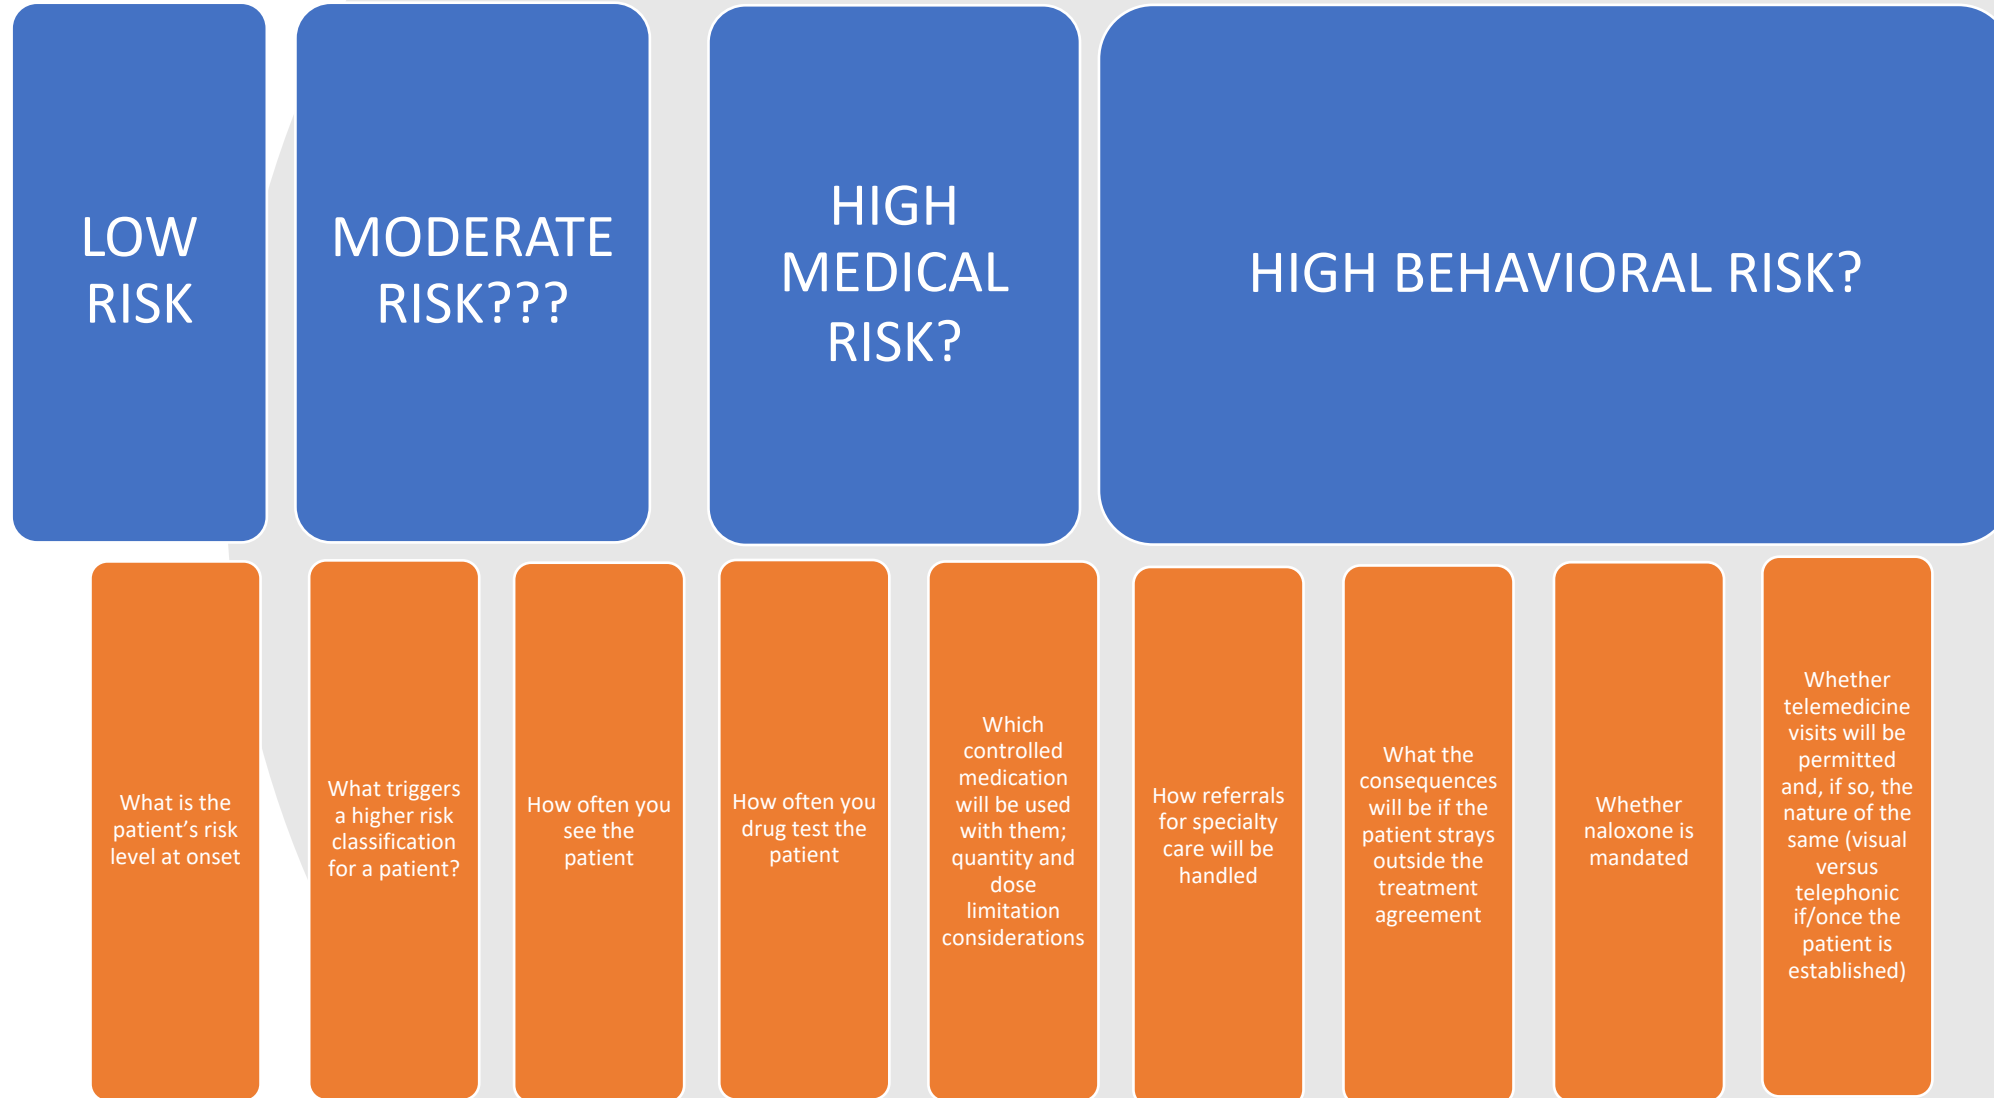 LOW
RISK
MODERATE
RISK???
HIGH
MEDICAL
RISK?
HIGH BEHAVIORAL RISK?
What is the
patient’s risk
level at onset
What triggers
a higher risk
classification
for a patient?
How often you
see the
patient
How often you
drug test the
patient
Which
controlled
medication
will be used
with them;
quantity and
dose
limitation
considerations
How referrals
for specialty
care will be
handled
What the
consequences
will be if the
patient strays
outside the
treatment
agreement
Whether
naloxone is
mandated
Whether
telemedicine
visits will be
permitted
and, if so, the
nature of the
same (visual
versus
telephonic
if/once the
patient is
established)